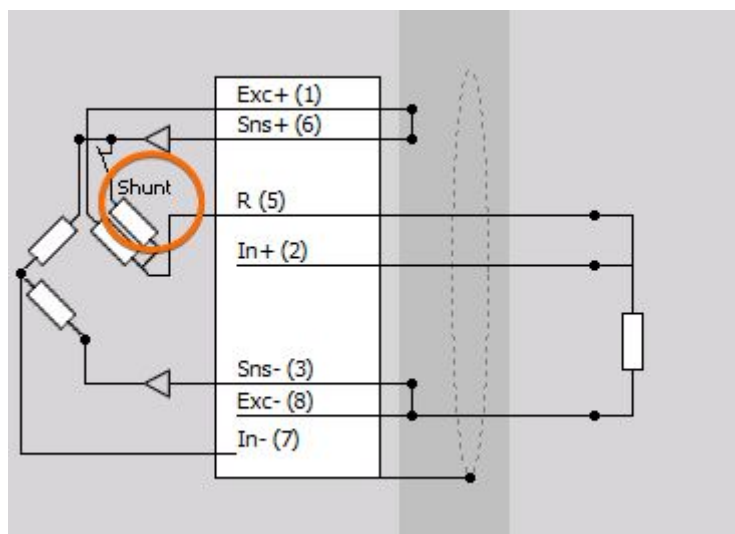 Exc+ (1)
Sns+ (6)
Shunt
R (5)
In+ (2)
Sns- (3)
Exc- (8)
In- (7)